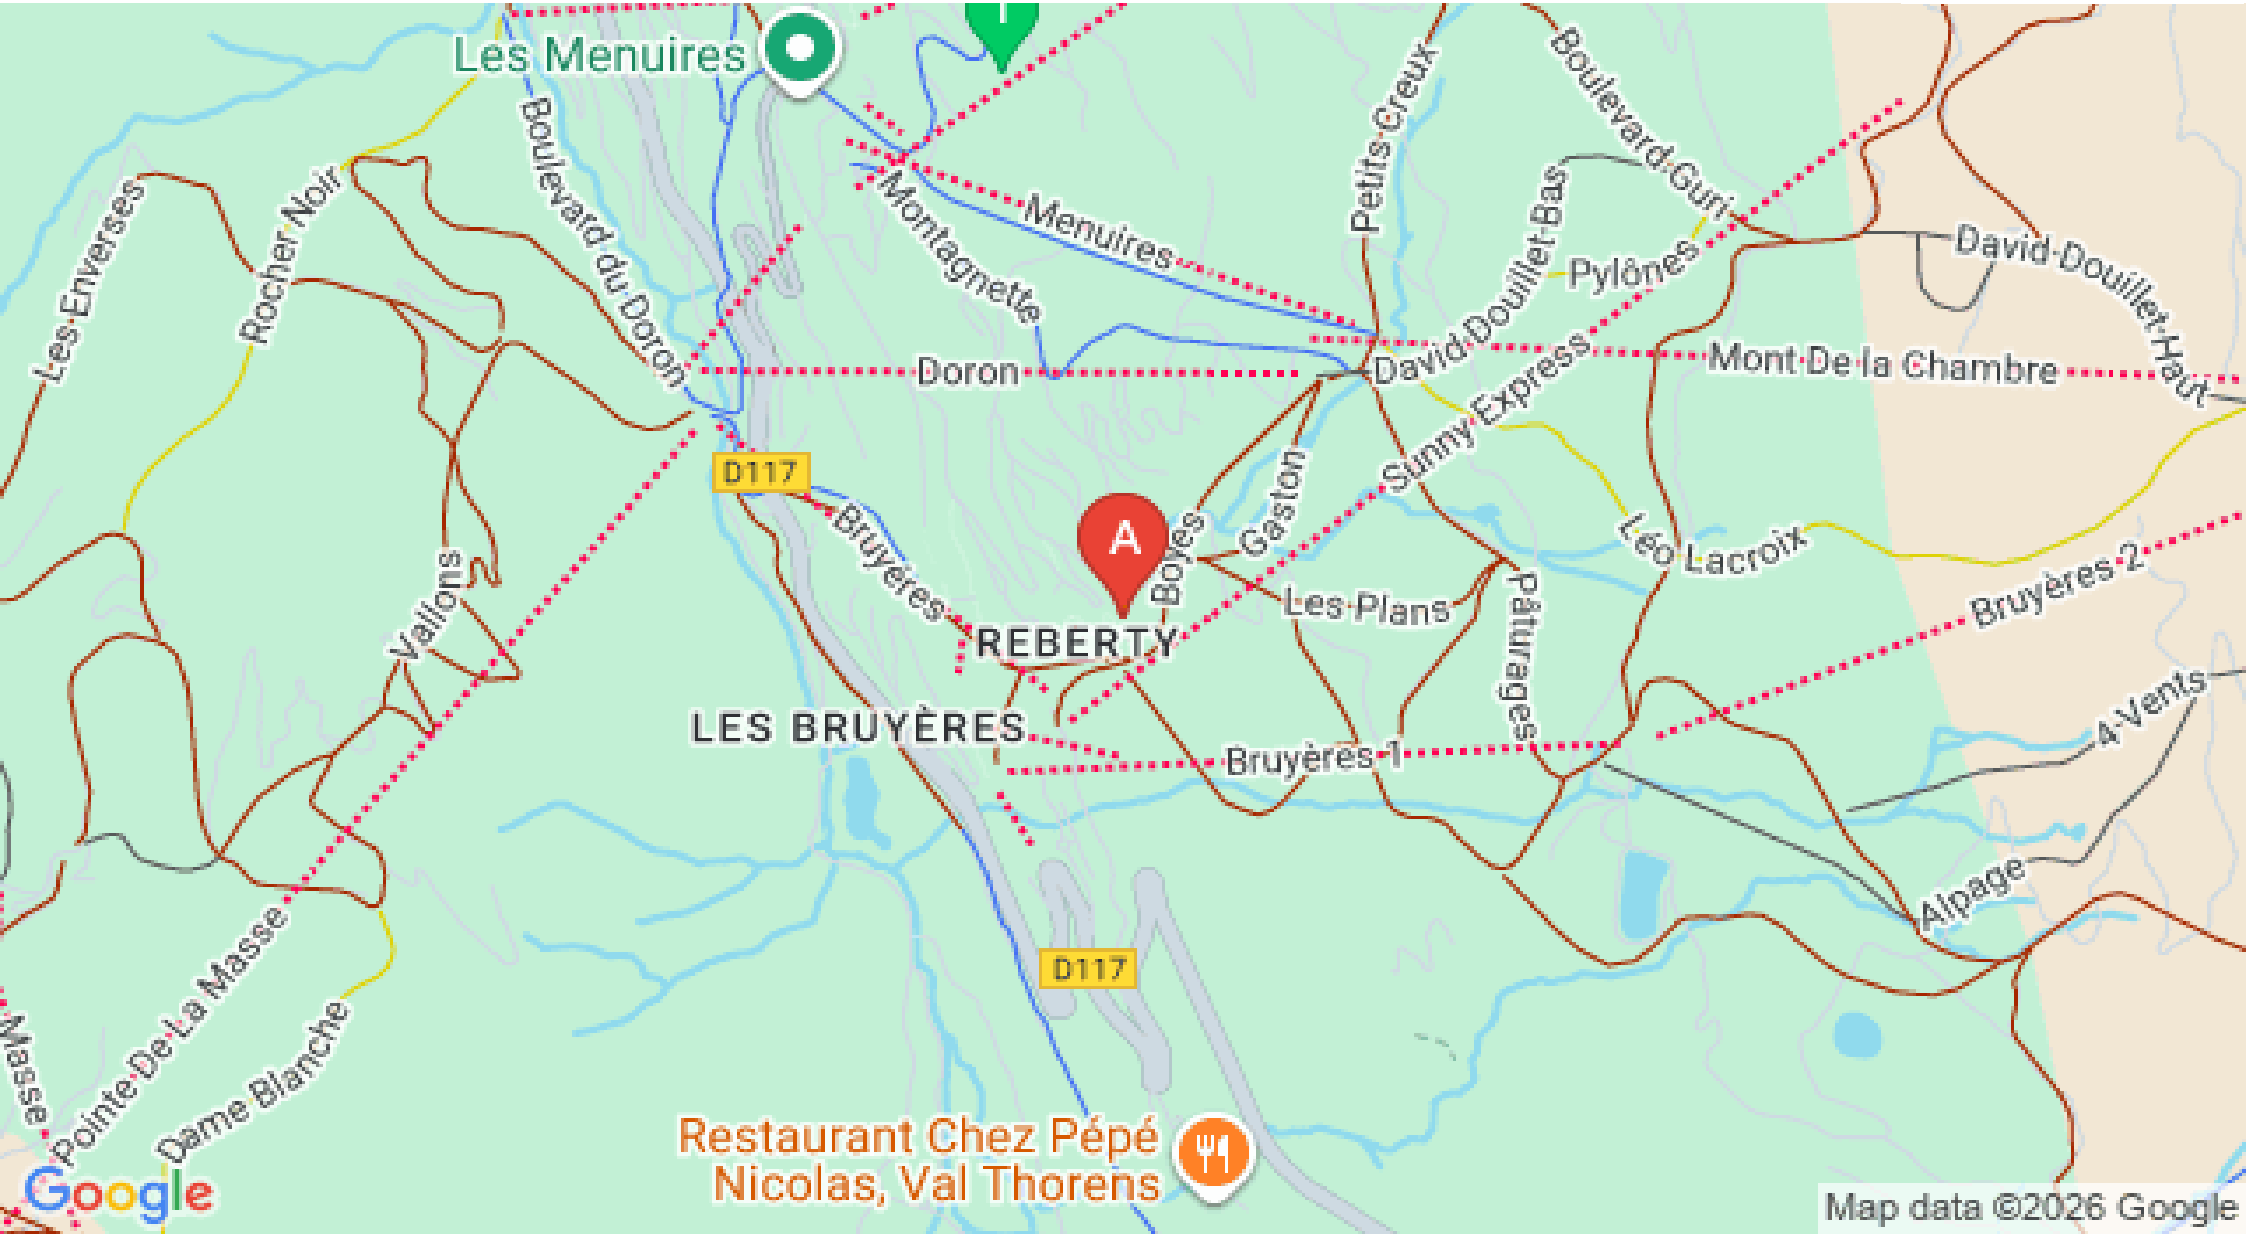 Les Menuires
Boulevard du Doron
Rocher Noir
Les Enverses
Montagnette
Menuires
Petits Creux
Boulevard Guri
David Douillet Bas
Pylônes
David Douillet Haut
Doron
Mont De la Chambre
Sunny Express
D117
Bruyères
A
Boyes
Gaston
Les Plans
Pâturages
Léo Lacroix
Bruyères 2
Vallons
REBERTY
LES BRUYÈRES
Bruyères 1
4 Vents
Alpage
D117
Pointe De La Masse
Masse
Dame Blanche
Restaurant Chez Pépé
Nicolas, Val Thorens
Google
Map data ©2026 Google